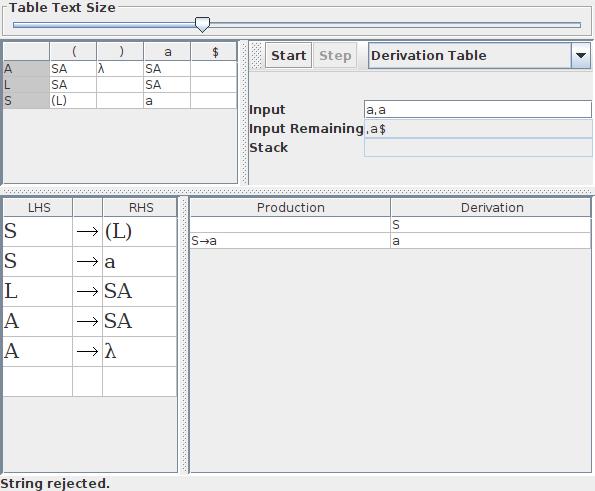 Table Text Size
( ) a $
A SA λ SA
L SA SA
S (L) a
Start Step Derivation Table
Input a,a
Input Remaining ,a$
Stack
LHS RHS
S → (L)
S → a
L → SA
A → SA
A → λ
Production Derivation
S
S→a a
String rejected.